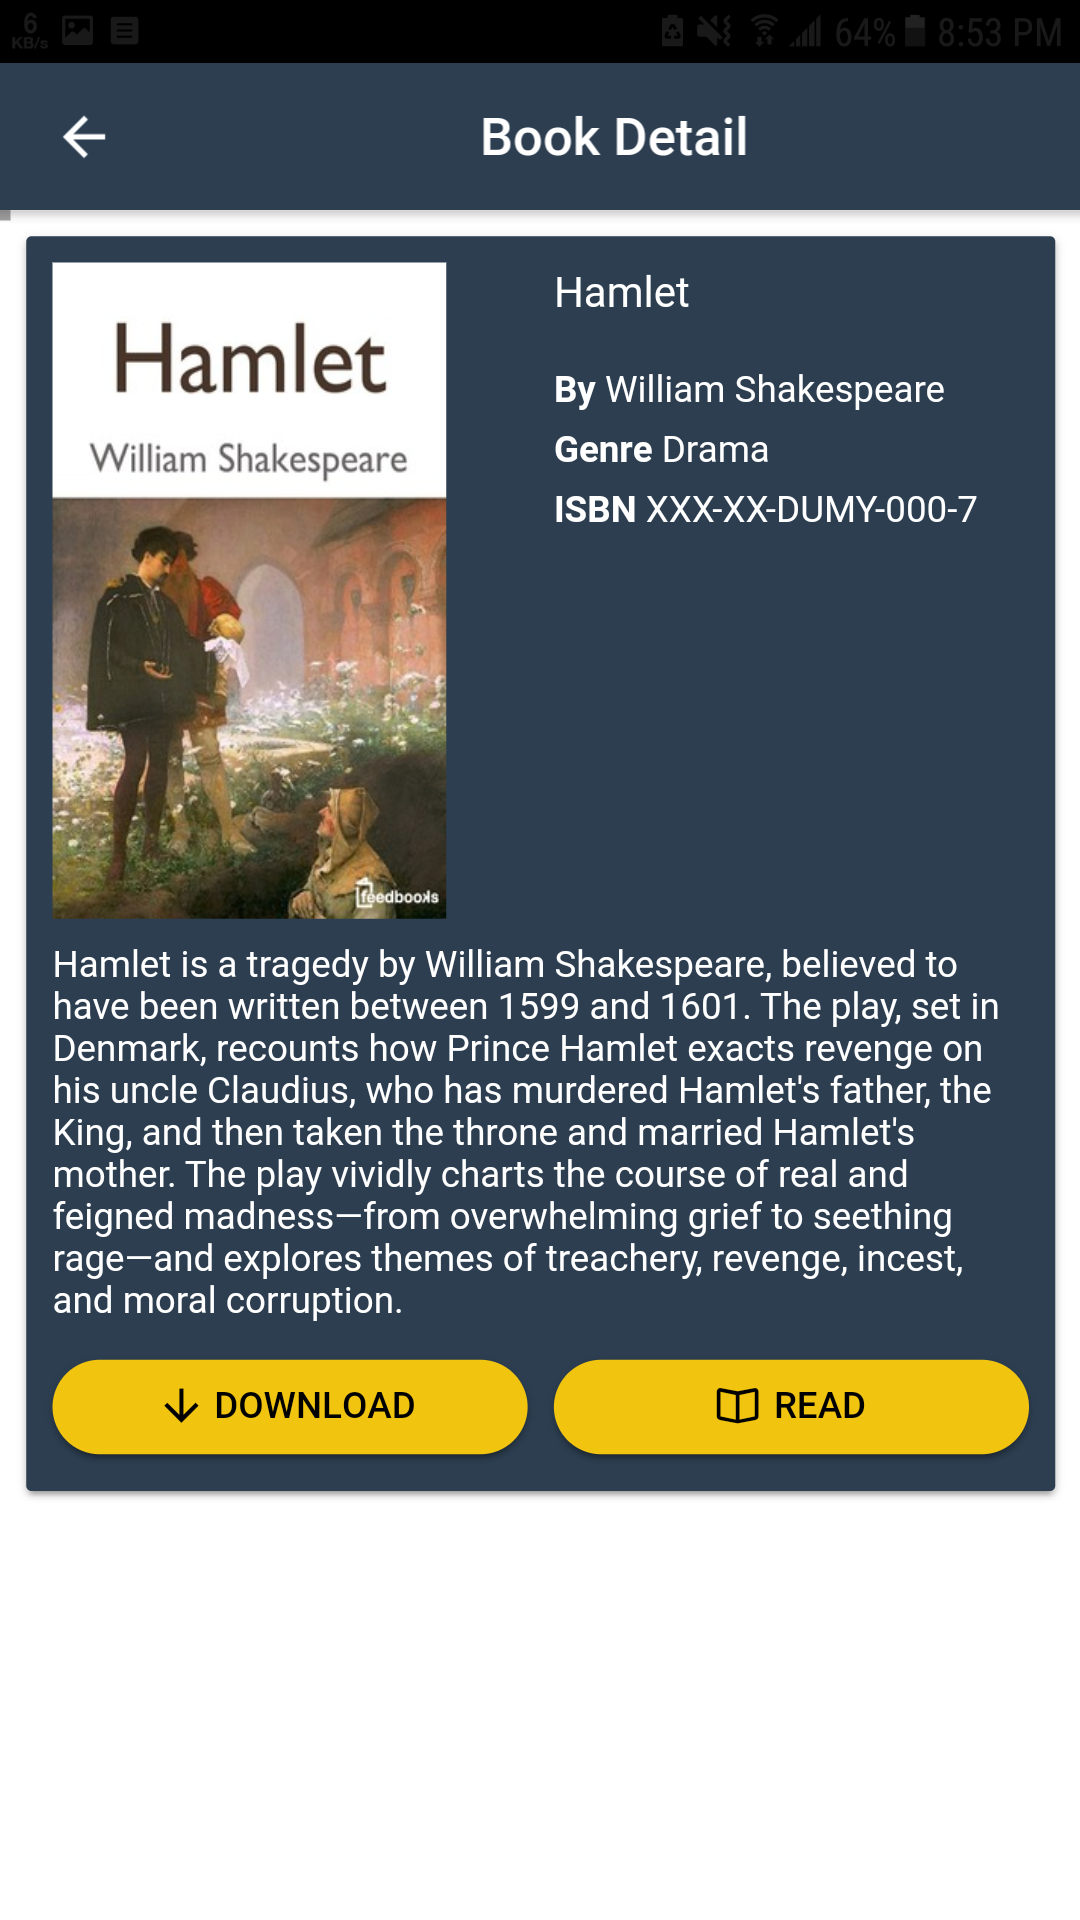 6
KB/s
64%
8:53 PM
Book Detail
Hamlet
William Shakespeare
feedbooks
Hamlet
By William Shakespeare
Genre Drama
ISBN XXX-XX-DUMY-000-7
Hamlet is a tragedy by William Shakespeare, believed to
have been written between 1599 and 1601. The play, set in
Denmark, recounts how Prince Hamlet exacts revenge on
his uncle Claudius, who has murdered Hamlet's father, the
King, and then taken the throne and married Hamlet's
mother. The play vividly charts the course of real and
feigned madness—from overwhelming grief to seething
rage—and explores themes of treachery, revenge, incest,
and moral corruption.
DOWNLOAD
READ